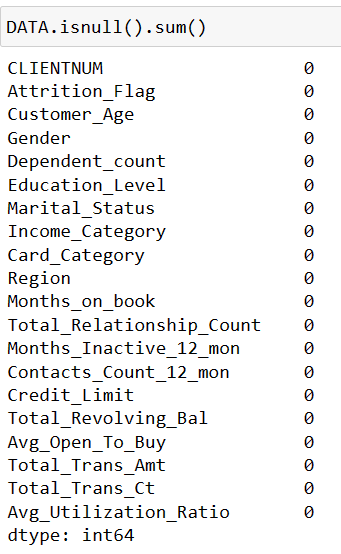 DATA.isnull().sum()
CLIENTNUM 0
Attrition_Flag 0
Customer_Age 0
Gender 0
Dependent_count 0
Education_Level 0
Marital_Status 0
Income_Category 0
Card_Category 0
Region 0
Months_on_book 0
Total_Relationship_Count 0
Months_Inactive_12_mon 0
Contacts_Count_12_mon 0
Credit_Limit 0
Total_Revolving_Bal 0
Avg_Open_To_Buy 0
Total_Trans_Amt 0
Total_Trans_Ct 0
Avg_Utilization_Ratio 0
dtype: int64